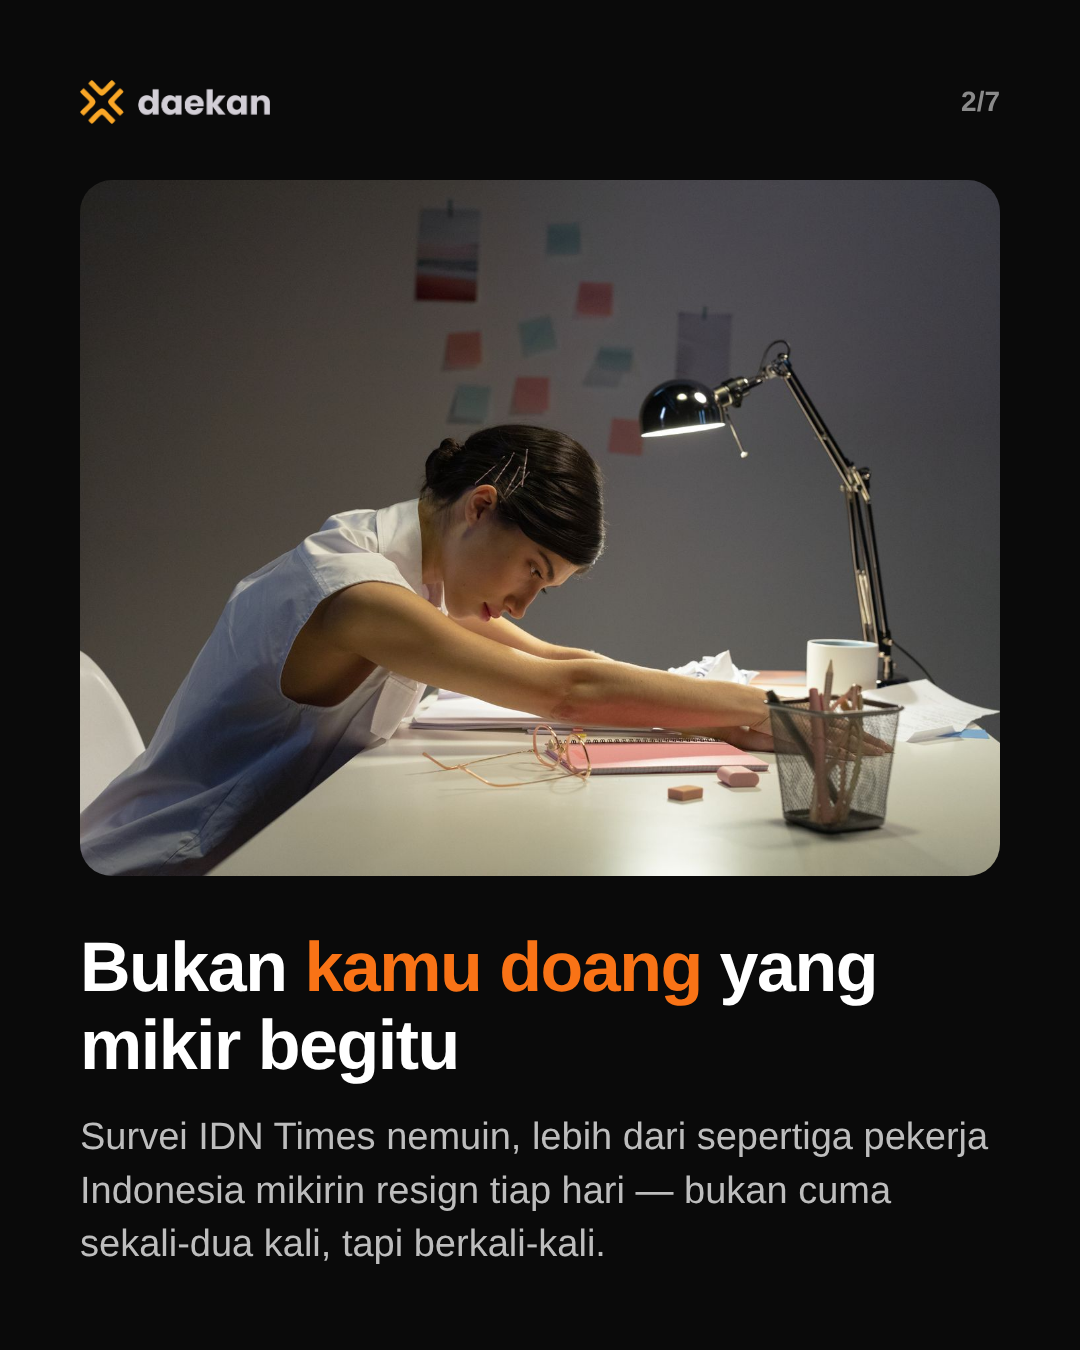 daekan
2/7
Bukan kamu doang yang
mikir begitu
Survei IDN Times nemuin, lebih dari sepertiga pekerja
Indonesia mikirin resign tiap hari — bukan cuma
sekali-dua kali, tapi berkali-kali.